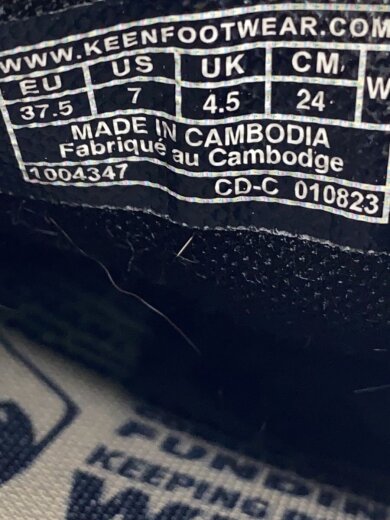 WWW.KEENFOOTWEAR.COM
EU US UK CM W
37.5 7 4.5 24
MADE IN CAMBODIA
Fabriqué au Cambodge
1004347 CD-C 010823
KEEPING